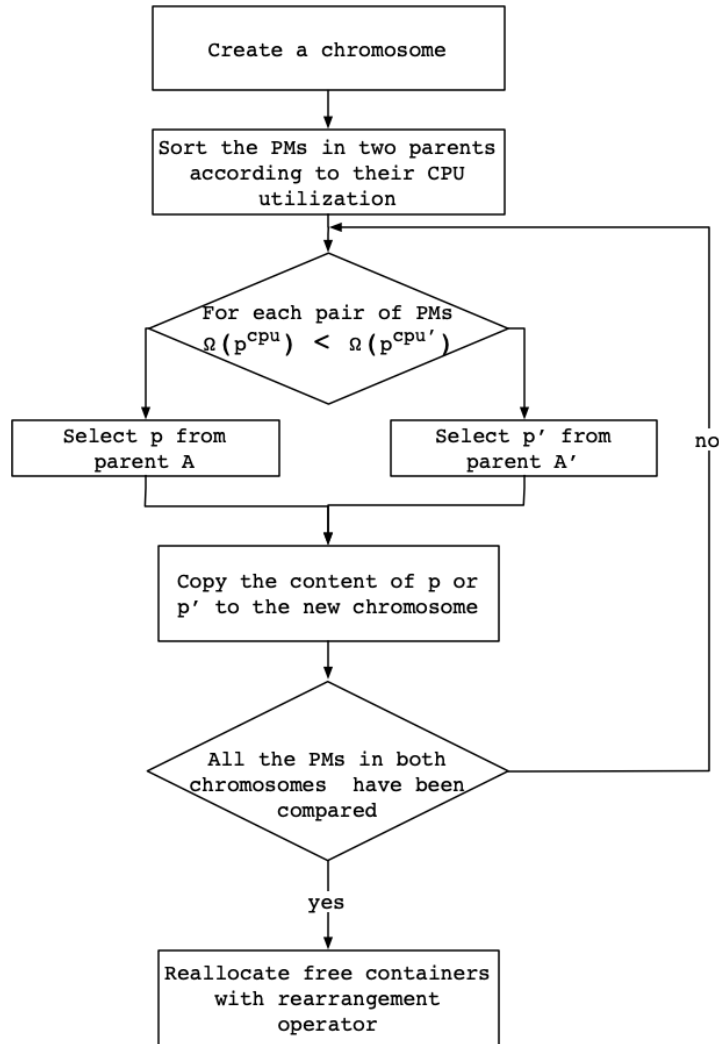 Create a chromosome
Sort the PMs in two parents
according to their CPU
utilization
For each pair of PMs
Ω(p^cpu) < Ω(p^cpu')
Select p from
parent A
Select p' from
parent A'
no
Copy the content of p or
p' to the new chromosome
All the PMs in both
chromosomes have been
compared
yes
Reallocate free containers
with rearrangement
operator